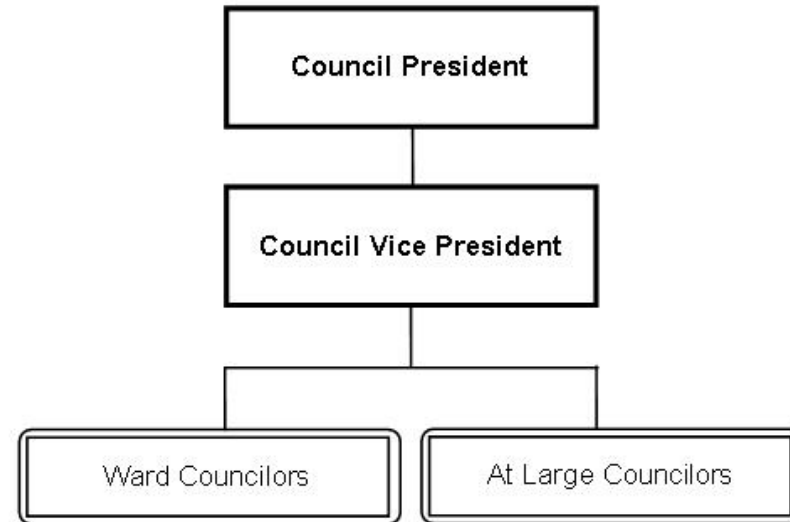 Council President
Council Vice President
Ward Councilors
At Large Councilors